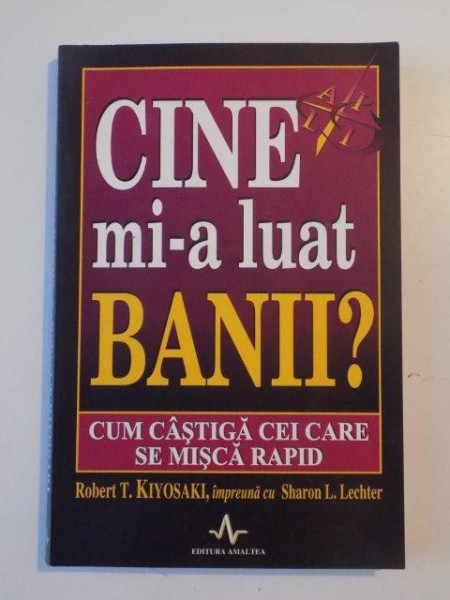 CINE
mi-a luat
BANII?
CUM CÂȘTIGĂ CEI CARE
SE MIȘCĂ RAPID
Robert T. KIYOSAKI, împreună cu Sharon L. Lechter
EDITURA AMALTEA